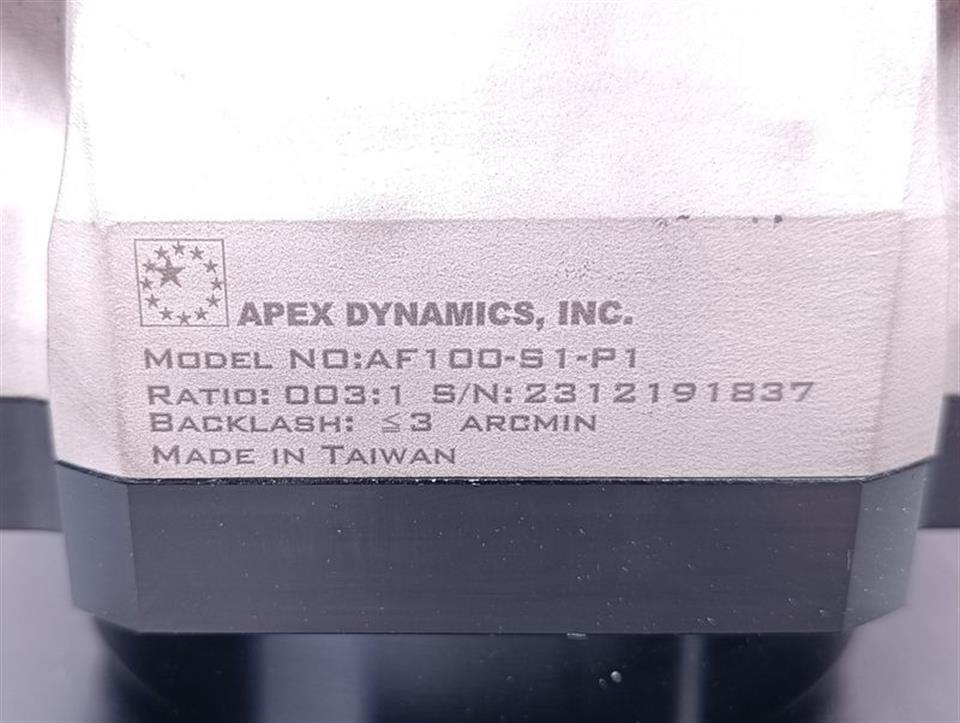 APEX DYNAMICS, INC.
MODEL NO:AF100-S1-P1
RATIO: 003:1 S/N: 2312191837
BACKLASH: ≦3 ARCMIN
MADE IN TAIWAN